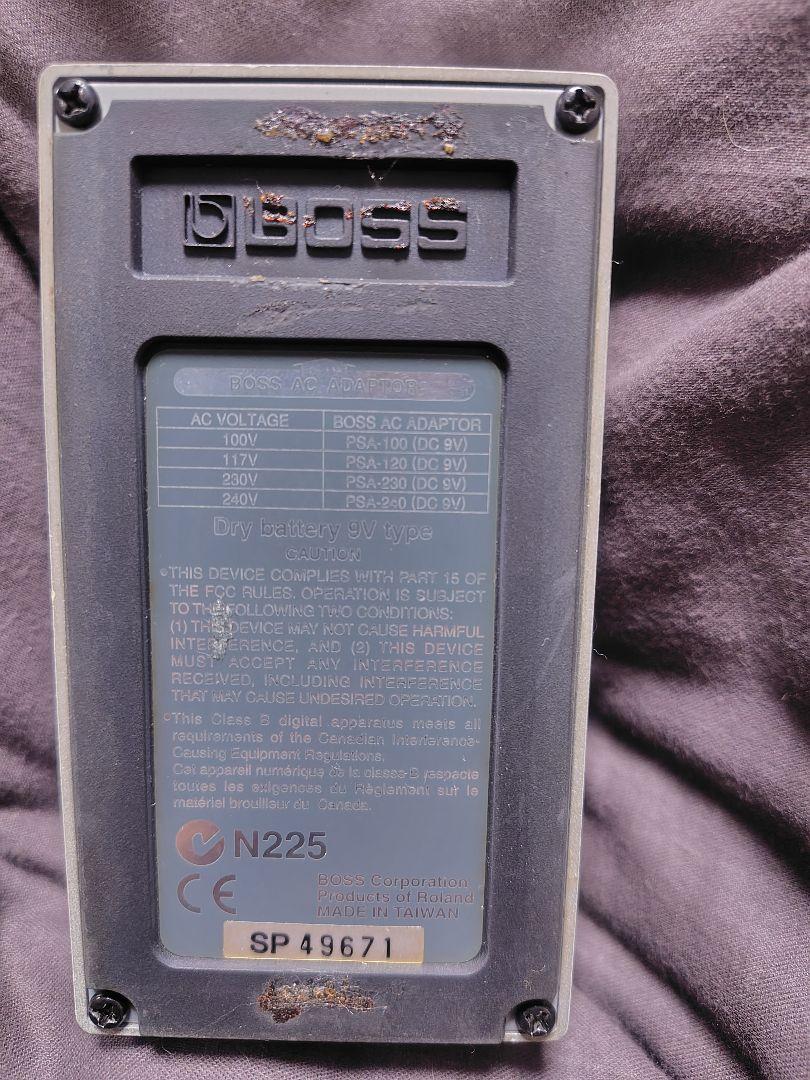 BOSS
BOSS AC ADAPTOR
AC VOLTAGE BOSS AC ADAPTOR
100V PSA-100 (DC 9V)
117V PSA-120 (DC 9V)
230V PSA-230 (DC 9V)
240V PSA-240 (DC 9V)
Dry battery 9V type
CAUTION
•THIS DEVICE COMPLIES WITH PART 15 OF
THE FCC RULES. OPERATION IS SUBJECT
TO THE FOLLOWING TWO CONDITIONS:
(1) THIS DEVICE MAY NOT CAUSE HARMFUL
INTERFERENCE, AND (2) THIS DEVICE
MUST ACCEPT ANY INTERFERENCE
RECEIVED, INCLUDING INTERFERENCE
THAT MAY CAUSE UNDESIRED OPERATION.
•This Class B digital apparatus meets all
requirements of the Canadian Interference-
Causing Equipment Regulations.
Cet appareil numérique de la classe B respecte
toutes les exigences du Règlement sur le
matériel brouilleur du Canada.
N225
CE
BOSS Corporation
Products of Roland
MADE IN TAIWAN
SP 49671